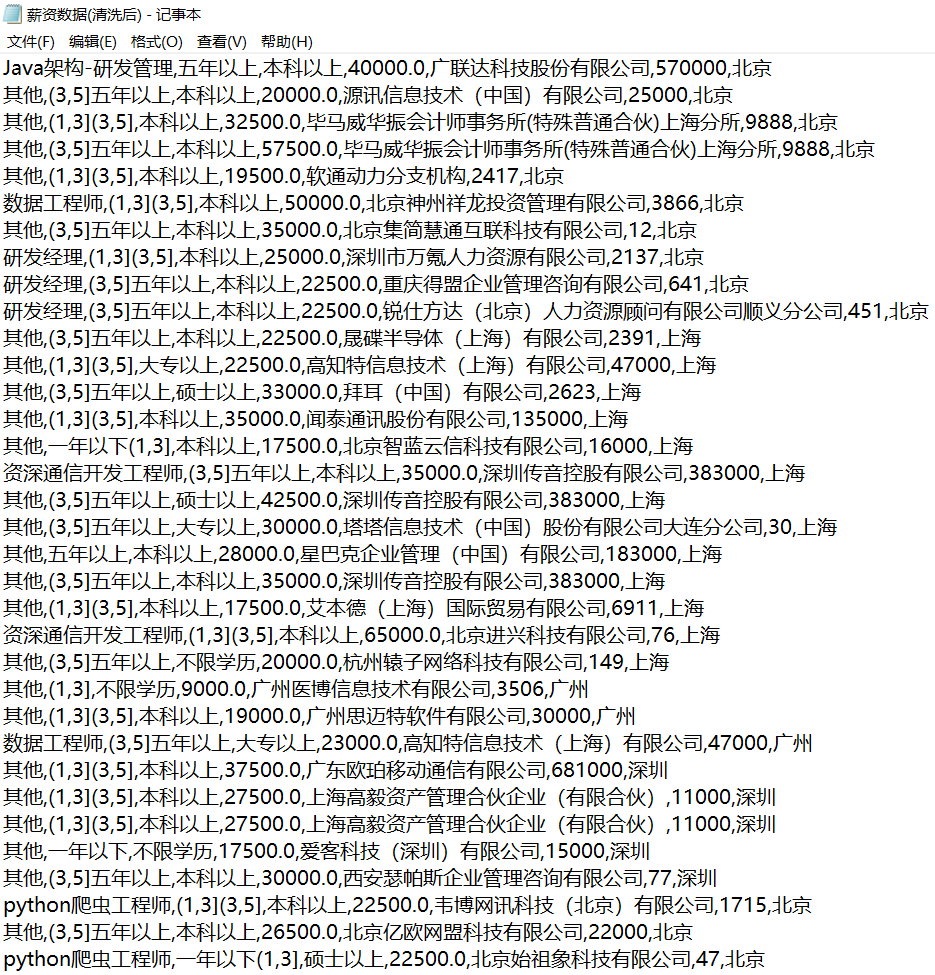 薪资数据(清洗后) - 记事本
文件(F) 编辑(E) 格式(O) 查看(V) 帮助(H)
Java架构-研发管理,五年以上,本科以上,40000.0,广联达科技股份有限公司,570000,北京
其他,(3,5]五年以上,本科以上,20000.0,源讯信息技术（中国）有限公司,25000,北京
其他,(1,3](3,5],本科以上,32500.0,毕马威华振会计师事务所(特殊普通合伙)上海分所,9888,北京
其他,(3,5]五年以上,本科以上,57500.0,毕马威华振会计师事务所(特殊普通合伙)上海分所,9888,北京
其他,(1,3](3,5],本科以上,19500.0,软通动力分支机构,2417,北京
数据工程师,(1,3](3,5],本科以上,50000.0,北京神州祥龙投资管理有限公司,3866,北京
其他,(3,5]五年以上,本科以上,35000.0,北京集简慧通互联科技有限公司,12,北京
研发经理,(1,3](3,5],本科以上,25000.0,深圳市万氪人力资源有限公司,2137,北京
研发经理,(3,5]五年以上,本科以上,22500.0,重庆得盟企业管理咨询有限公司,641,北京
研发经理,(3,5]五年以上,本科以上,22500.0,锐仕方达（北京）人力资源顾问有限公司顺义分公司,451,北京
其他,(3,5]五年以上,本科以上,22500.0,晟碟半导体（上海）有限公司,2391,上海
其他,(1,3](3,5],大专以上,22500.0,高知特信息技术（上海）有限公司,47000,上海
其他,(3,5]五年以上,硕士以上,33000.0,拜耳（中国）有限公司,2623,上海
其他,(1,3](3,5],本科以上,35000.0,闻泰通讯股份有限公司,135000,上海
其他,一年以下(1,3],本科以上,17500.0,北京智蓝云信科技有限公司,16000,上海
资深通信开发工程师,(3,5]五年以上,本科以上,35000.0,深圳传音控股有限公司,383000,上海
其他,(3,5]五年以上,硕士以上,42500.0,深圳传音控股有限公司,383000,上海
其他,(3,5]五年以上,大专以上,30000.0,塔塔信息技术（中国）股份有限公司大连分公司,30,上海
其他,五年以上,本科以上,28000.0,星巴克企业管理（中国）有限公司,183000,上海
其他,(3,5]五年以上,本科以上,35000.0,深圳传音控股有限公司,383000,上海
其他,(1,3](3,5],本科以上,17500.0,艾本德（上海）国际贸易有限公司,6911,上海
资深通信开发工程师,(1,3](3,5],本科以上,65000.0,北京进兴科技有限公司,76,上海
其他,(3,5]五年以上,不限学历,20000.0,杭州辕子网络科技有限公司,149,上海
其他,(1,3],不限学历,9000.0,广州医博信息技术有限公司,3506,广州
其他,(1,3](3,5],本科以上,19000.0,广州思迈特软件有限公司,30000,广州
数据工程师,(3,5]五年以上,大专以上,23000.0,高知特信息技术（上海）有限公司,47000,广州
其他,(1,3](3,5],本科以上,37500.0,广东欧珀移动通信有限公司,681000,深圳
其他,(1,3](3,5],本科以上,27500.0,上海高毅资产管理合伙企业（有限合伙）,11000,深圳
其他,(1,3](3,5],本科以上,27500.0,上海高毅资产管理合伙企业（有限合伙）,11000,深圳
其他,一年以下,不限学历,17500.0,爱客科技（深圳）有限公司,15000,深圳
其他,(3,5]五年以上,本科以上,30000.0,西安瑟帕斯企业管理咨询有限公司,77,深圳
python爬虫工程师,(1,3](3,5],本科以上,22500.0,韦博网讯科技（北京）有限公司,1715,北京
其他,(3,5]五年以上,本科以上,26500.0,北京亿欧网盟科技有限公司,22000,北京
python爬虫工程师,一年以下(1,3],硕士以上,22500.0,北京始祖象科技有限公司,47,北京